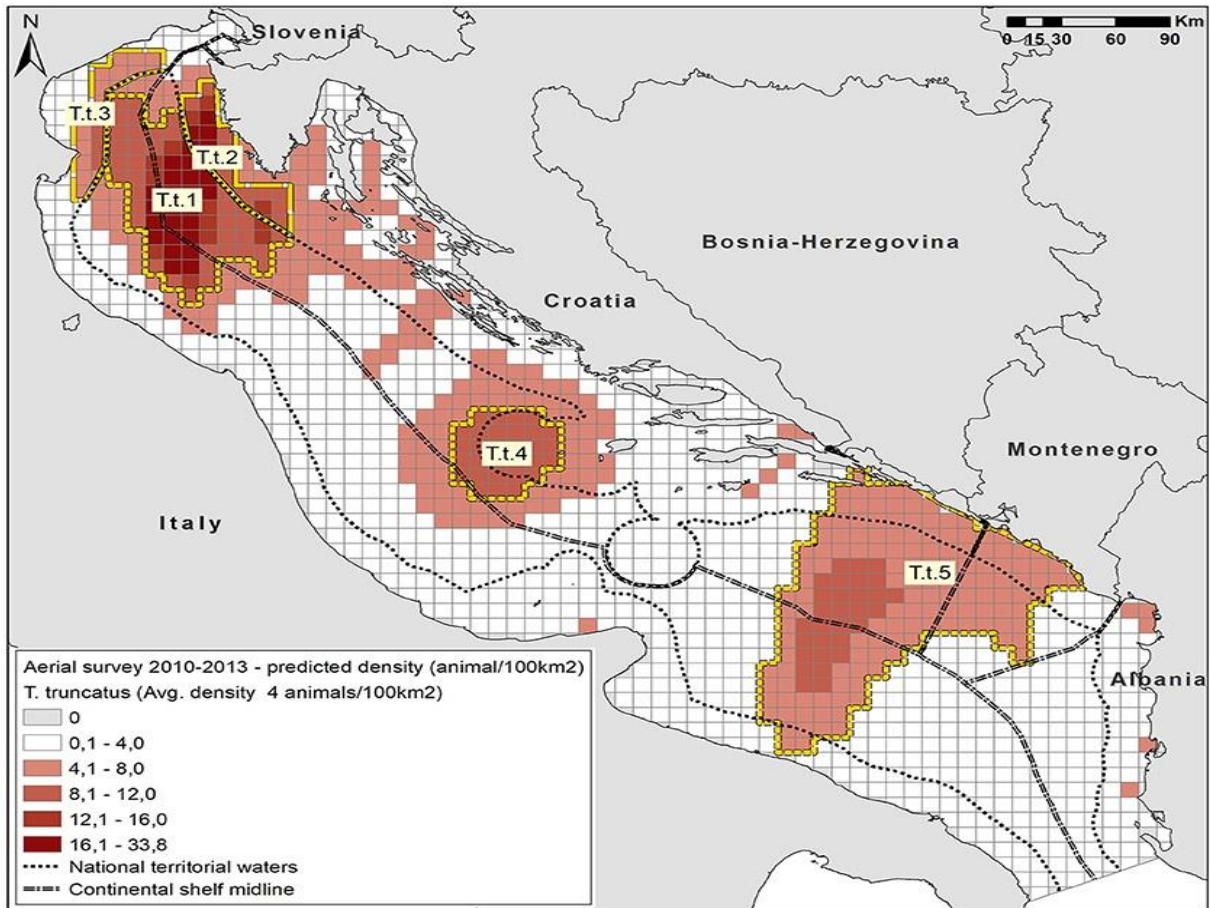 N
Slovenia
Km
0 15 30 60 90
T.t.3
T.t.2
T.t.1
Bosnia-Herzegovina
Croatia
T.t.4
Montenegro
Italy
T.t.5
Albania
Aerial survey 2010-2013 - predicted density (animal/100km2)
T. truncatus (Avg. density 4 animals/100km2)
0
0,1 - 4,0
4,1 - 8,0
8,1 - 12,0
12,1 - 16,0
16,1 - 33,8
National territorial waters
Continental shelf midline